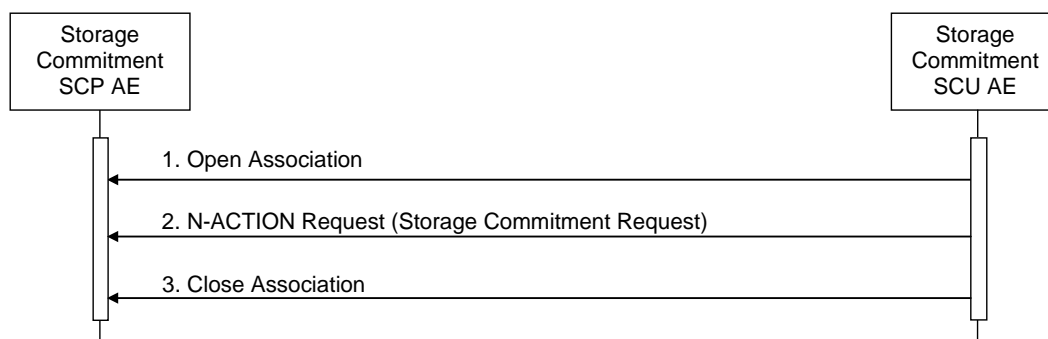 Storage
Commitment
SCP AE
Storage
Commitment
SCU AE
1. Open Association
2. N-ACTION Request (Storage Commitment Request)
3. Close Association